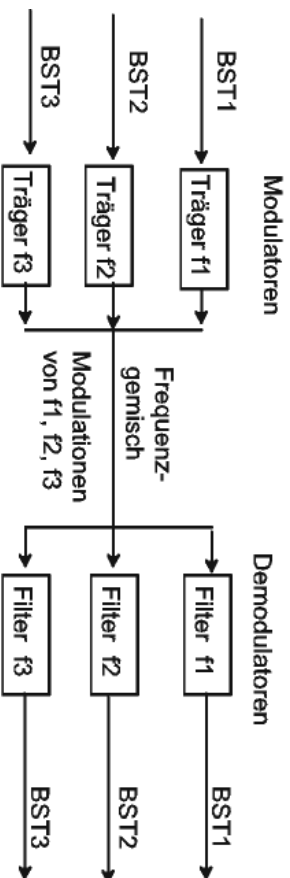 Modulatoren
Demodulatoren
BST1
Träger f1
Filter f1
BST1
Frequenz-
gemisch
BST2
Träger f2
Filter f2
BST2
Modulationen
von f1, f2, f3
BST3
Träger f3
Filter f3
BST3